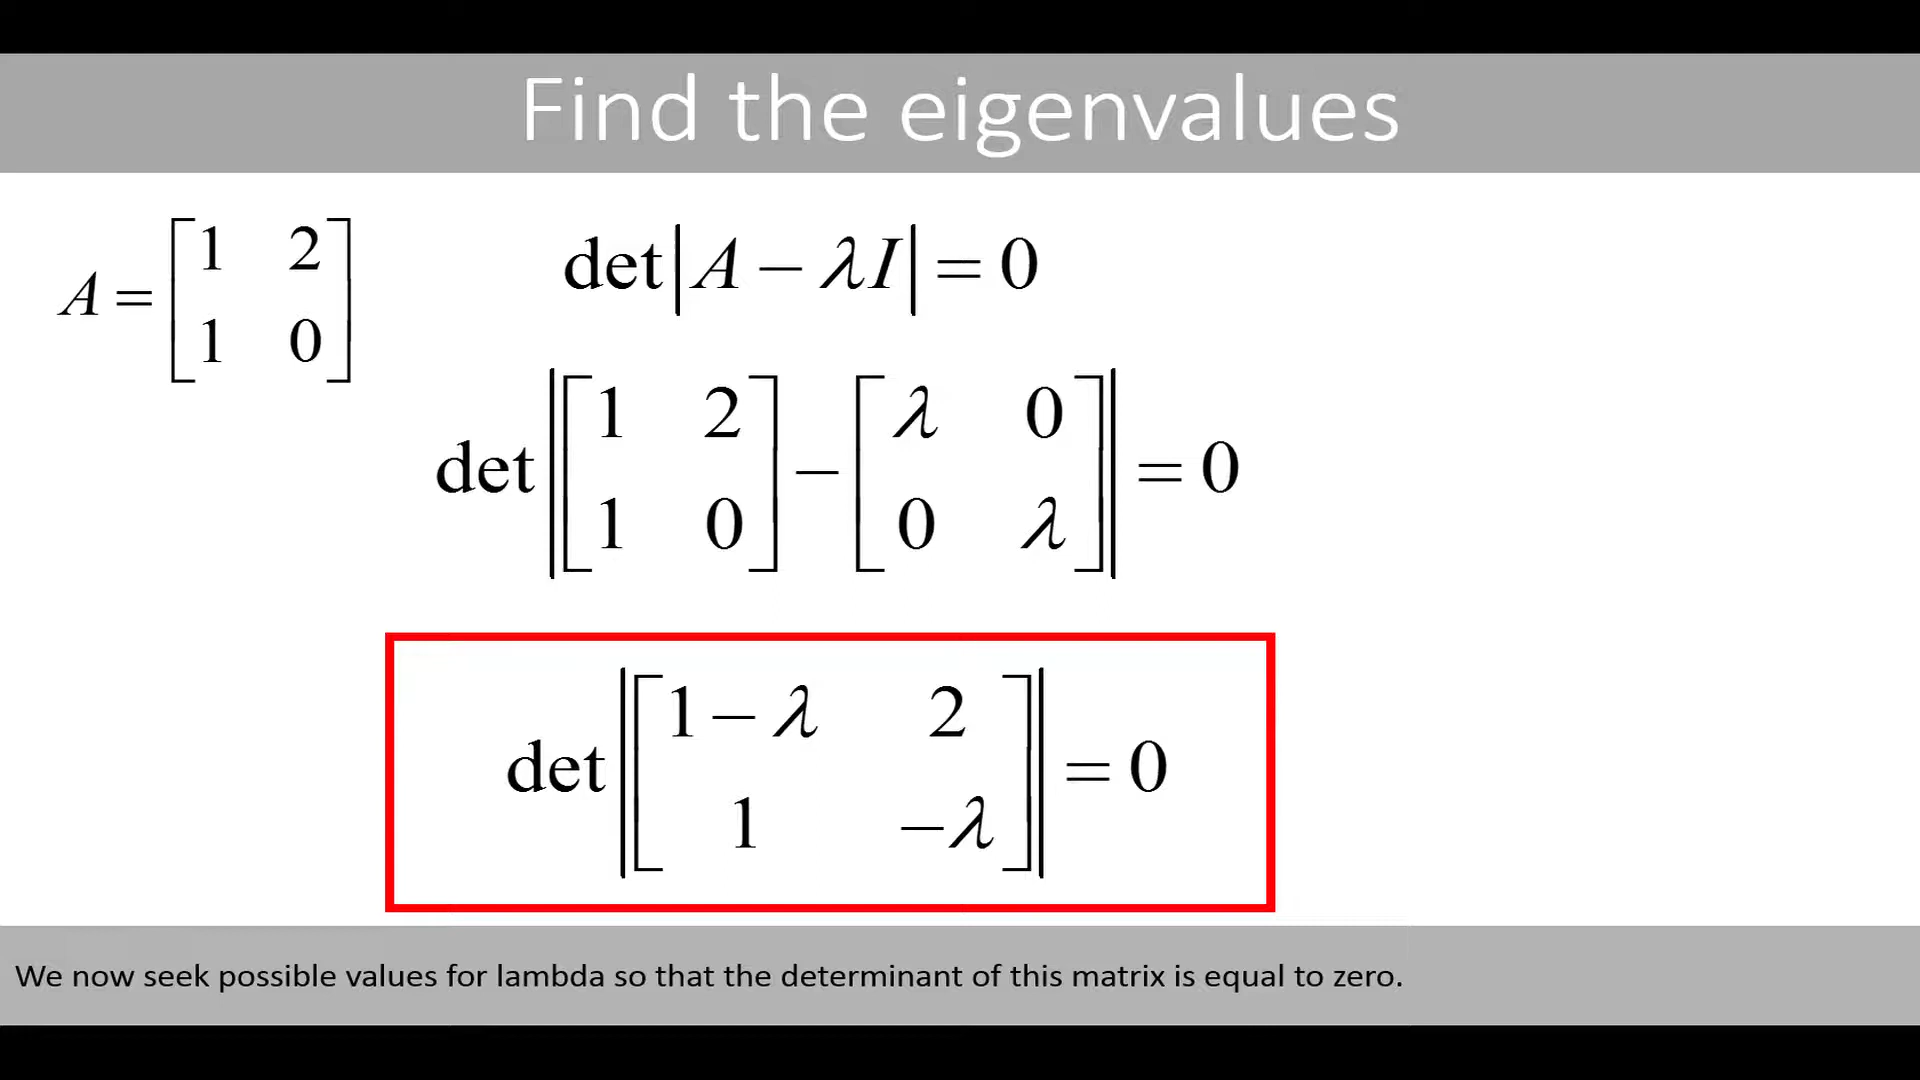 Find the eigenvalues
A = [1 2
1 0]
det|A − λI| = 0
det|[1 2
1 0] − [λ 0
0 λ]| = 0
det|[1 − λ 2
1 −λ]| = 0
We now seek possible values for lambda so that the determinant of this matrix is equal to zero.